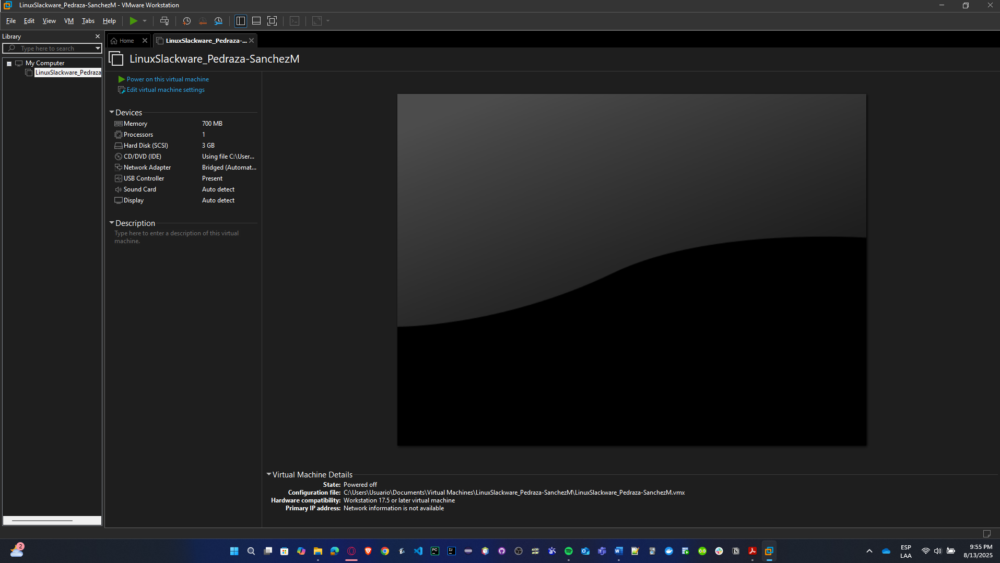 LinuxSlackware_Pedraza-SanchezM - VMware Workstation
File Edit View VM Tabs Help
Library
Type here to search
My Computer
LinuxSlackware_Pedraza
Home
LinuxSlackware_Pedraza-...
LinuxSlackware_Pedraza-SanchezM
Power on this virtual machine
Edit virtual machine settings
Devices
Memory 700 MB
Processors 1
Hard Disk (SCSI) 3 GB
CD/DVD (IDE) Using file C:\User...
Network Adapter Bridged (Automat...
USB Controller Present
Sound Card Auto detect
Display Auto detect
Description
Type here to enter a description of this virtual
machine.
Virtual Machine Details
State: Powered off
Configuration file: C:\Users\Usuario\Documents\Virtual Machines\LinuxSlackware_Pedraza-SanchezM\LinuxSlackware_Pedraza-SanchezM.vmx
Hardware compatibility: Workstation 17.5 or later virtual machine
Primary IP address: Network information is not available
2
PC
IJ
ESP
LAA
9:55 PM
8/13/2025